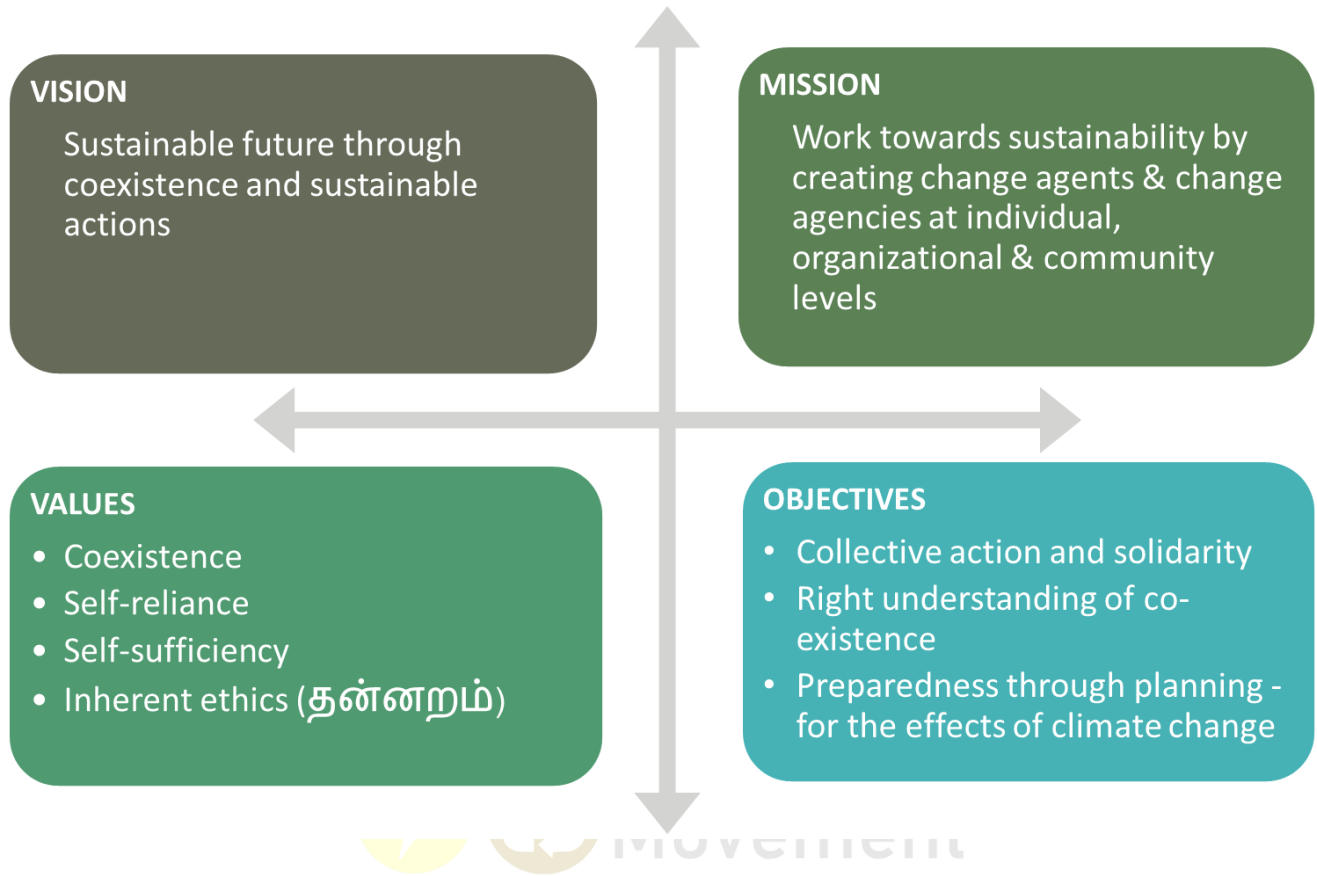 VISION
Sustainable future through
coexistence and sustainable
actions
MISSION
Work towards sustainability by
creating change agents & change
agencies at individual,
organizational & community
levels
VALUES
• Coexistence
• Self-reliance
• Self-sufficiency
• Inherent ethics (தன்னறம்)
OBJECTIVES
• Collective action and solidarity
• Right understanding of co-
existence
• Preparedness through planning -
for the effects of climate change
Movement